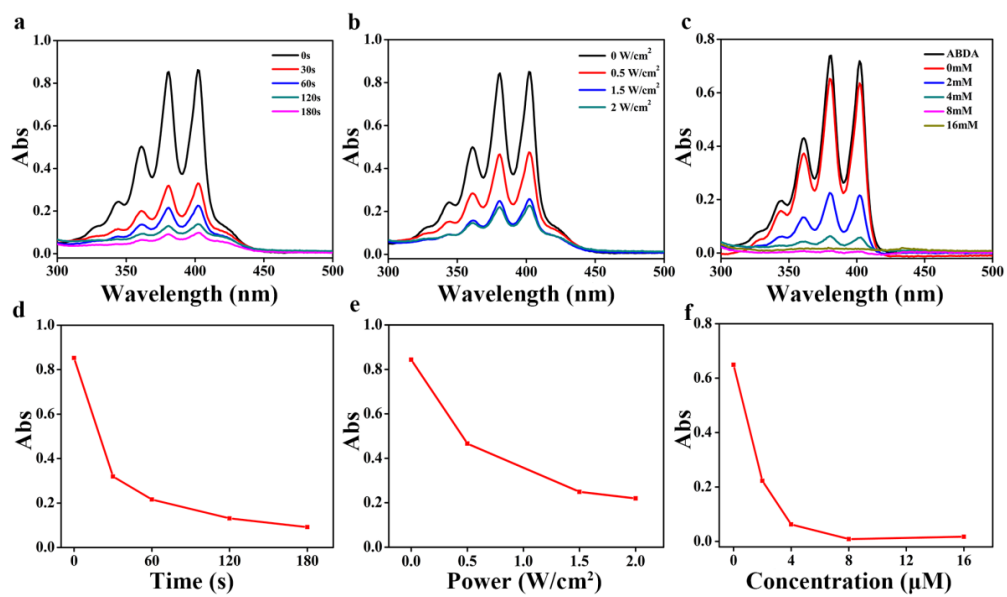 a
1.0
0.8
0.6
0.4
0.2
0.0
Abs
300 350 400 450 500
Wavelength (nm)
0s
30s
60s
120s
180s
b
1.0
0.8
0.6
0.4
0.2
0.0
Abs
300 350 400 450 500
Wavelength (nm)
0 W/cm²
0.5 W/cm²
1.5 W/cm²
2 W/cm²
c
0.8
0.6
0.4
0.2
0.0
Abs
300 350 400 450 500
Wavelength (nm)
ABDA
0mM
2mM
4mM
8mM
16mM
d
1.0
0.8
0.6
0.4
0.2
0.0
Abs
0 60 120 180
Time (s)
e
1.0
0.8
0.6
0.4
0.2
0.0
Abs
0.0 0.5 1.0 1.5 2.0
Power (W/cm²)
f
0.8
0.6
0.4
0.2
0.0
Abs
0 4 8 12 16
Concentration (μM)